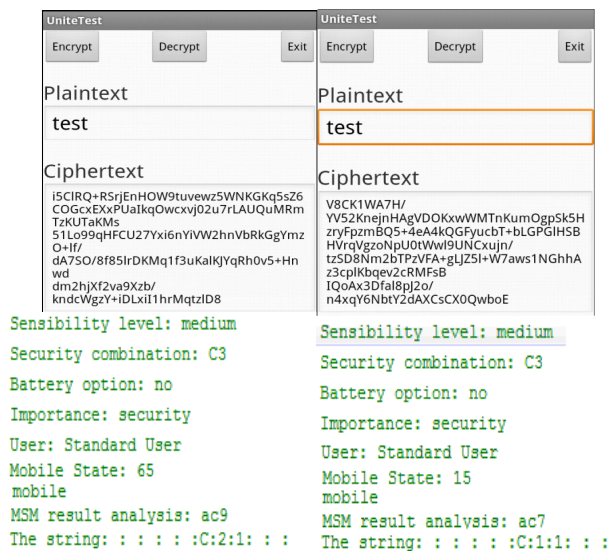 UniteTest
Encrypt Decrypt Exit
Plaintext
test
Ciphertext
i5ClRQ+RSrjEnHOW9tuvewz5WNKGKq5sZ6
COGcxEXxPUaIkqOwcxvj02u7rLAUQuMRm
TzKUTaKMs
51Lo99qHFCU27Yxi6nYiVW2hnVbRkGgYmz
O+If/
dA7SO/8f85lrDKMq1f3uKalKJYqRh0v5+Hn
wd
dm2hjXf2va9Xzb/
kndcWgzY+iDLxiI1hrMqtzlD8
Sensibility level: medium
Security combination: C3
Battery option: no
Importance: security
User: Standard User
Mobile State: 65
mobile
MSM result analysis: ac9
The string: : : : : :C:2:1: : :
UniteTest
Encrypt Decrypt Exit
Plaintext
test
Ciphertext
V8CK1WA7H/
YV52KnejnHAgVDOKxwWMTnKumOgpSk5H
zryFpzmBQ5+4eA4kQGFyucbT+bLGPGlHSB
HVrqVgzoNpU0tWwl9UNCxujn/
tzSD8Nm2bTPzVFA+gLJZ5l+W7aws1NGhhA
z3cplKbqev2cRMFsB
IQoAx3Dfal8pJ2o/
n4xqY6NbtY2dAXCsCX0QwboE
Sensibility level: medium
Security combination: C3
Battery option: no
Importance: security
User: Standard User
Mobile State: 15
mobile
MSM result analysis: ac7
The string: : : : : :C:1:1: : :